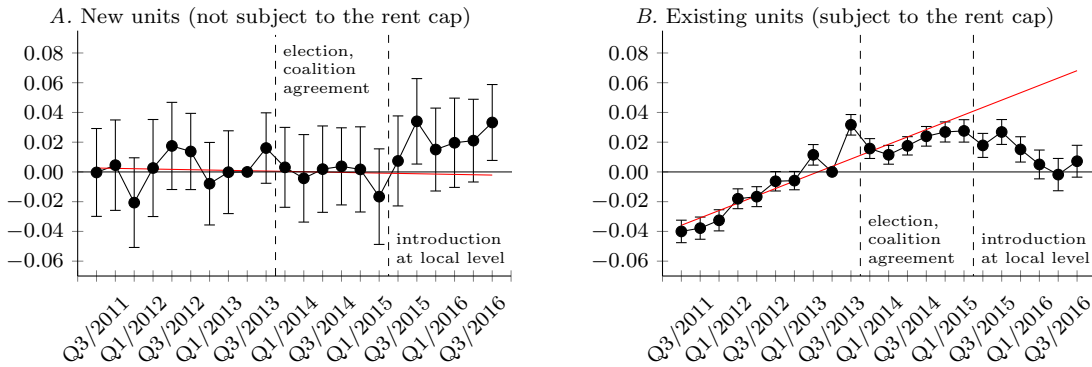 A. New units (not subject to the rent cap)
0.08
0.06
0.04
0.02
0.00
−0.02
−0.04
−0.06
election,
coalition
agreement
introduction
at local level
Q3/2011
Q1/2012
Q3/2012
Q1/2013
Q3/2013
Q1/2014
Q3/2014
Q1/2015
Q3/2015
Q1/2016
Q3/2016
B. Existing units (subject to the rent cap)
0.08
0.06
0.04
0.02
0.00
−0.02
−0.04
−0.06
election,
coalition
agreement
introduction
at local level
Q3/2011
Q1/2012
Q3/2012
Q1/2013
Q3/2013
Q1/2014
Q3/2014
Q1/2015
Q3/2015
Q1/2016
Q3/2016